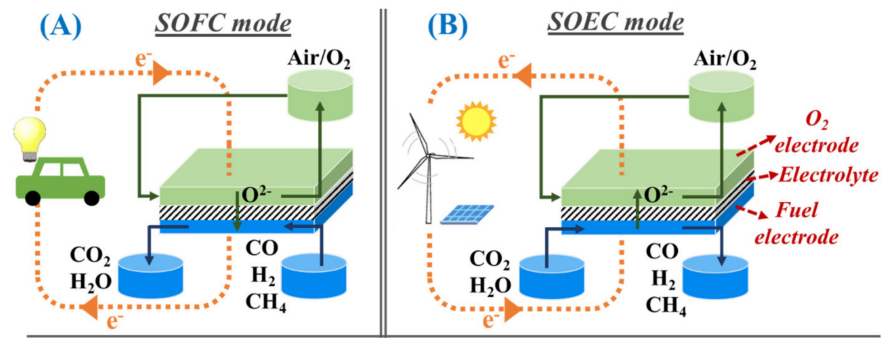 (A)
SOFC mode
e-
Air/O2
O2-
CO2
H2O
CO
H2
CH4
e-
(B)
SOEC mode
e-
Air/O2
O2
electrode
Electrolyte
Fuel
electrode
O2-
CO2
H2O
CO
H2
CH4
e-